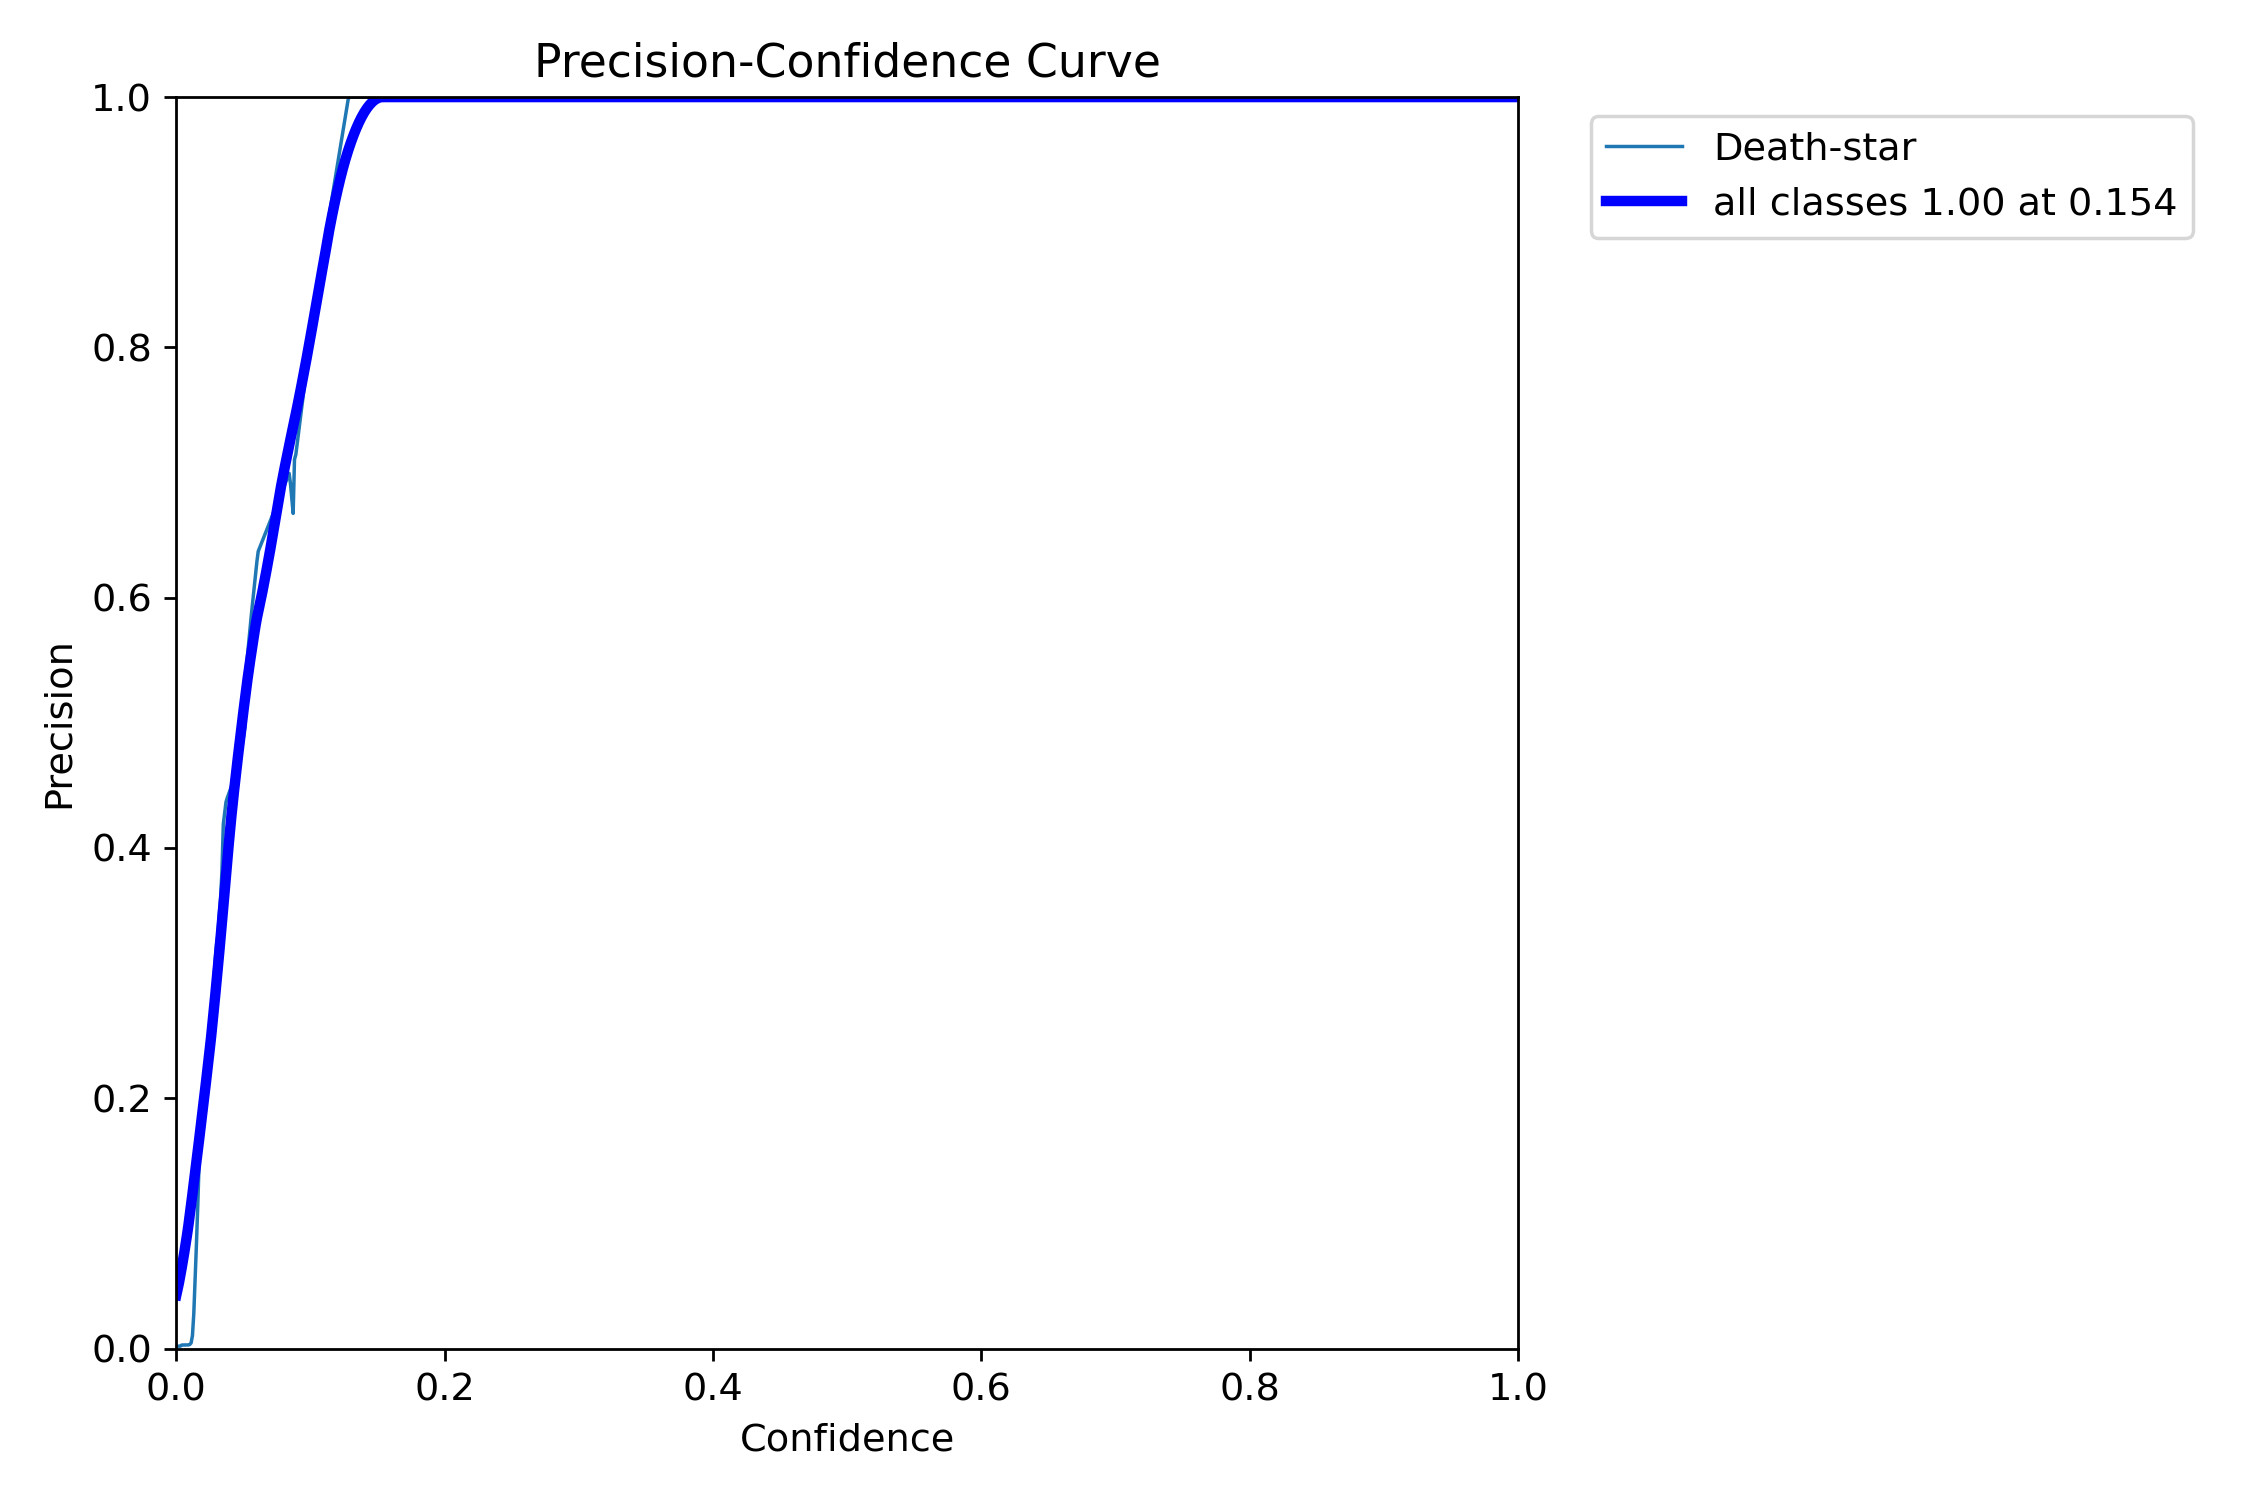 Precision-Confidence Curve
Death-star
all classes 1.00 at 0.154
1.0
0.8
0.6
0.4
0.2
0.0
Precision
0.0 0.2 0.4 0.6 0.8 1.0
Confidence